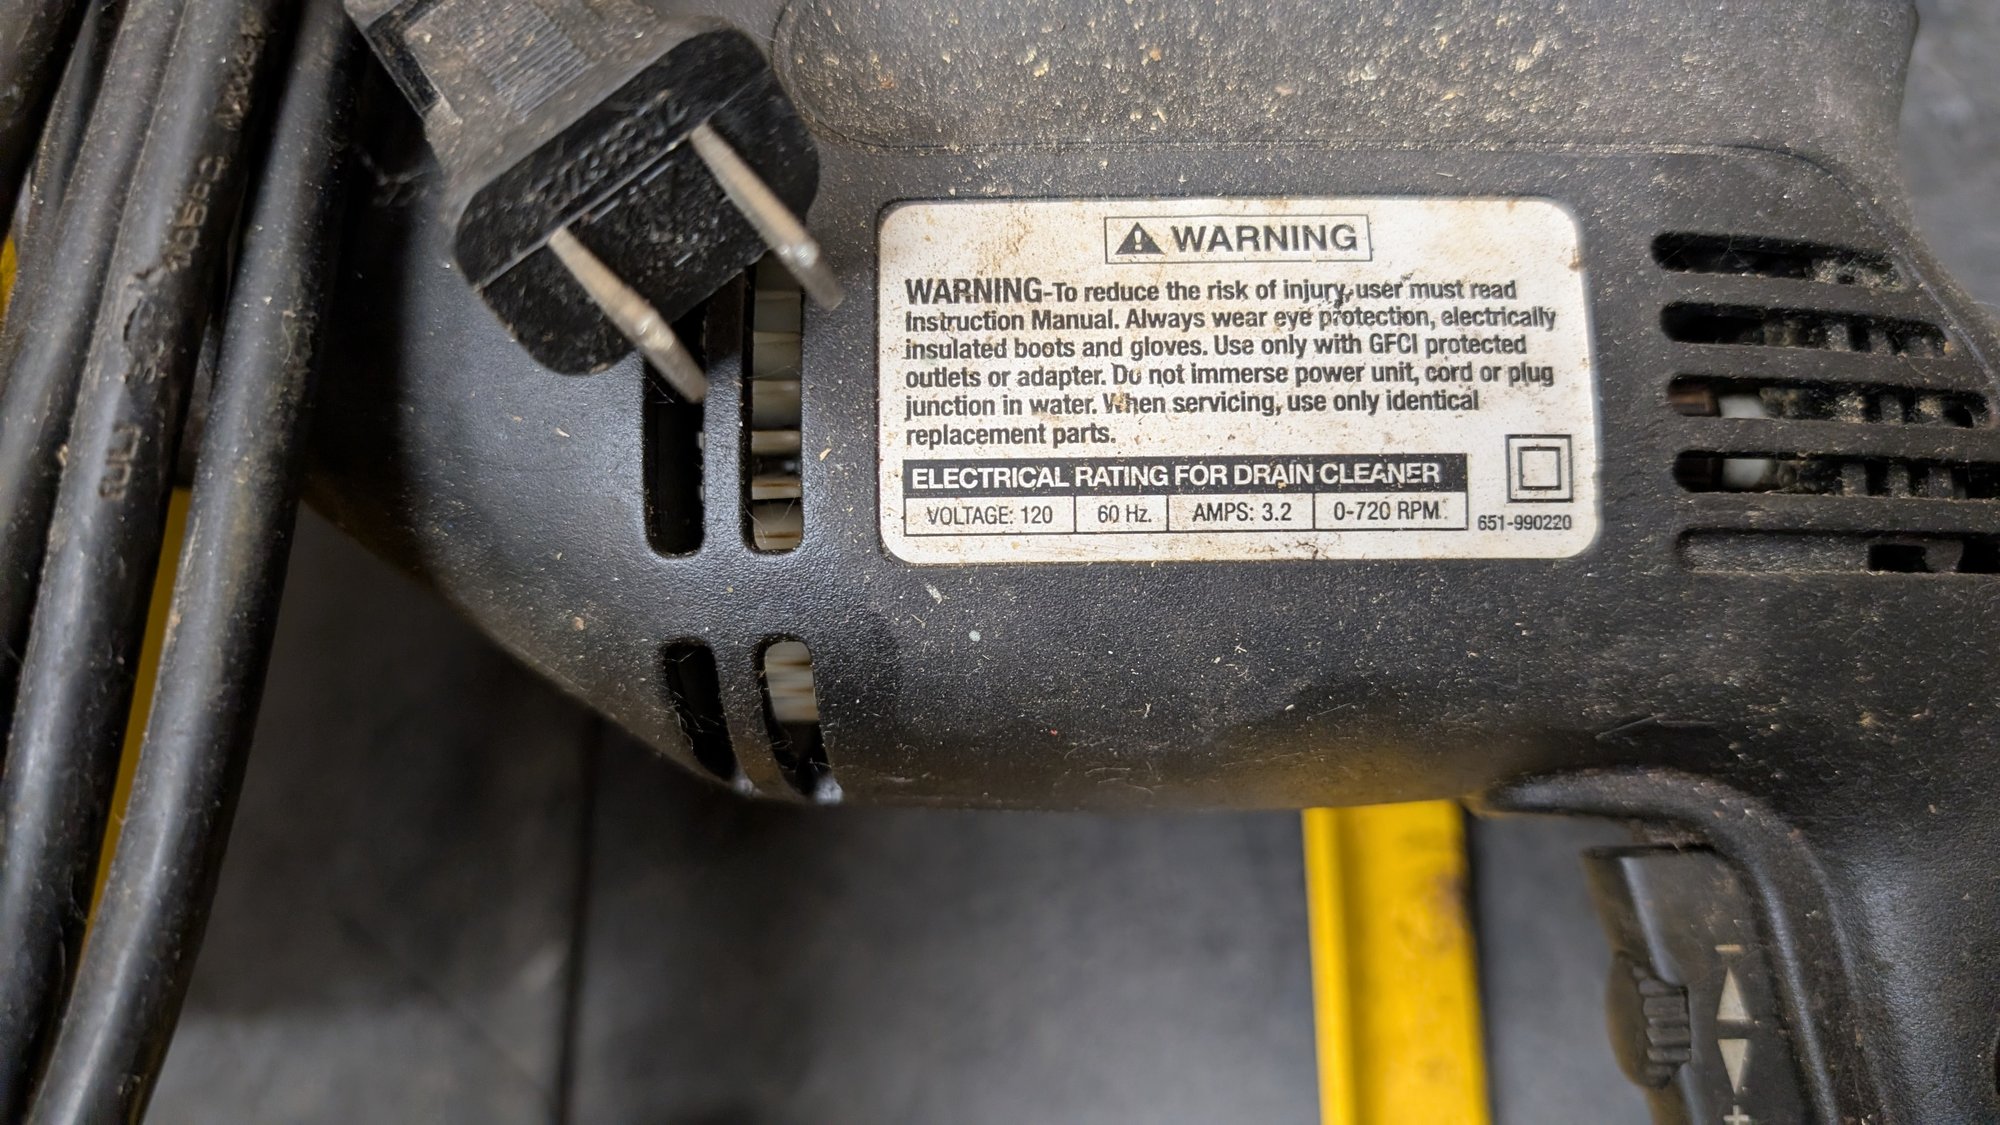 WARNING
WARNING-To reduce the risk of injury, user must read
Instruction Manual. Always wear eye protection, electrically
insulated boots and gloves. Use only with GFCI protected
outlets or adapter. Do not immerse power unit, cord or plug
junction in water. When servicing, use only identical
replacement parts.
ELECTRICAL RATING FOR DRAIN CLEANER
VOLTAGE: 120 60 Hz. AMPS: 3.2 0-720 RPM
651-990220
-
+